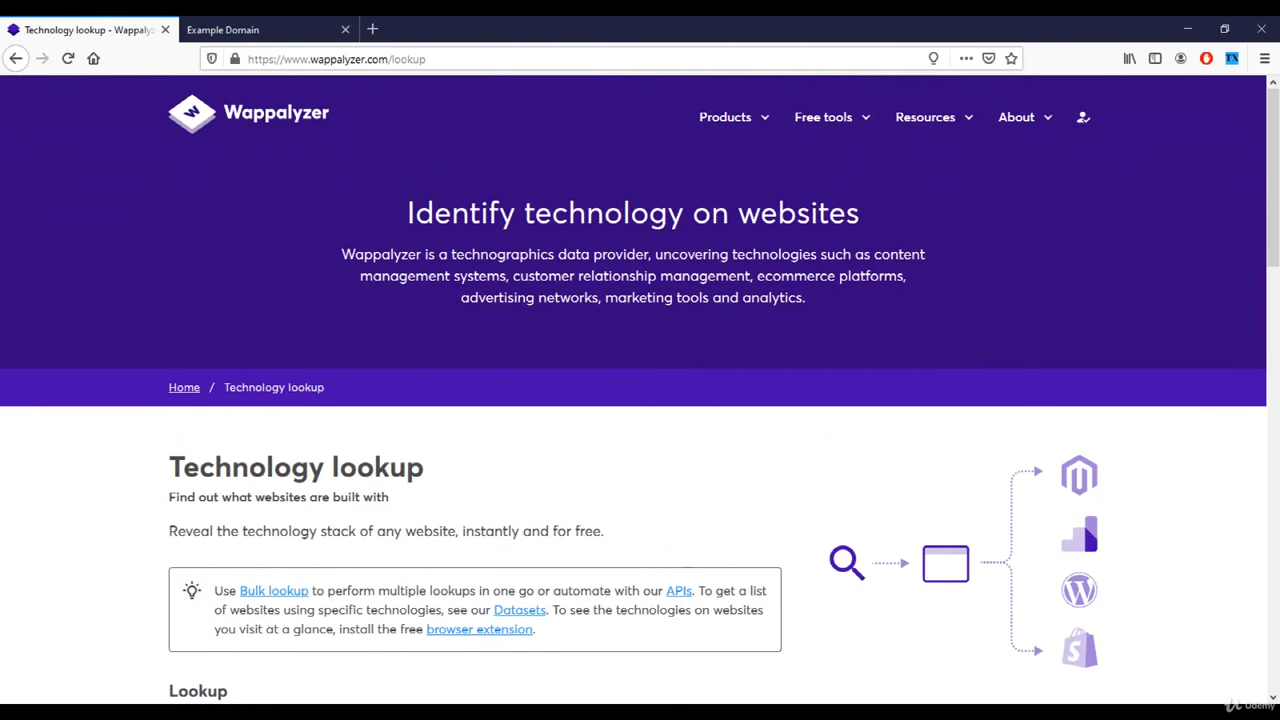 Technology lookup - Wappalyz
Example Domain
https://www.wappalyzer.com/lookup
TX
W
Wappalyzer
Products
Free tools
Resources
About
Identify technology on websites
Wappalyzer is a technographics data provider, uncovering technologies such as content
management systems, customer relationship management, ecommerce platforms,
advertising networks, marketing tools and analytics.
Home / Technology lookup
Technology lookup
Find out what websites are built with
Reveal the technology stack of any website, instantly and for free.
Use Bulk lookup to perform multiple lookups in one go or automate with our APIs. To get a list
of websites using specific technologies, see our Datasets. To see the technologies on websites
you visit at a glance, install the free browser extension.
Lookup
Udemy